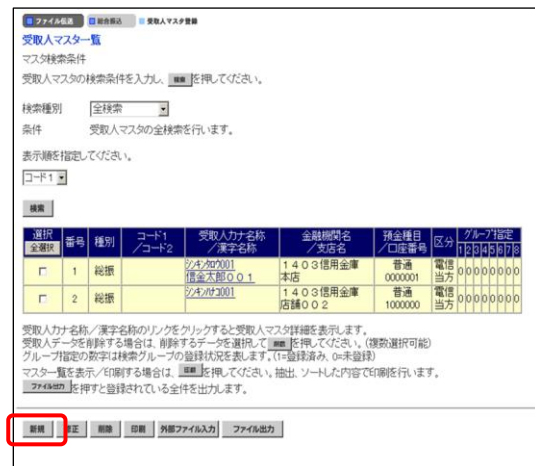 ファイル伝送 総合振込 受取人マスタ登録
受取人マスタ一覧
マスタ検索条件
受取人マスタの検索条件を入力し、 検索 を押してください。
検索種別 全検索
条件 受取人マスタの全検索を行います。
表示順を指定してください。
コード1
検索
選択 全選択 番号 種別 コード1／コード2 受取人カナ名称／漢字名称 金融機関名／支店名 預金種目／口座番号 区分 グループ指定 1 2 3 4 5 6 7 8
1 総振 シンキンタロウ001 信金太郎００１ １４０３信用金庫 本店 普通 0000001 電信 当方 0 0 0 0 0 0 0 0
2 総振 シンキンハナコ001 １４０３信用金庫 店舗００２ 普通 1000000 電信 当方 0 0 0 0 0 0 0 0
受取人カナ名称／漢字名称のリンクをクリックすると受取人マスタ詳細を表示します。
受取人データを削除する場合は、削除するデータを選択して 削除 を押してください。(複数選択可能)
グループ指定の数字は検索グループの登録状況を表します。(1=登録済み、0=未登録)
マスタ一覧を表示／印刷する場合は、 印刷 を押してください。抽出、ソートした内容で印刷を行います。
ファイル出力 を押すと登録されている全件を出力します。
新規 修正 削除 印刷 外部ファイル入力 ファイル出力